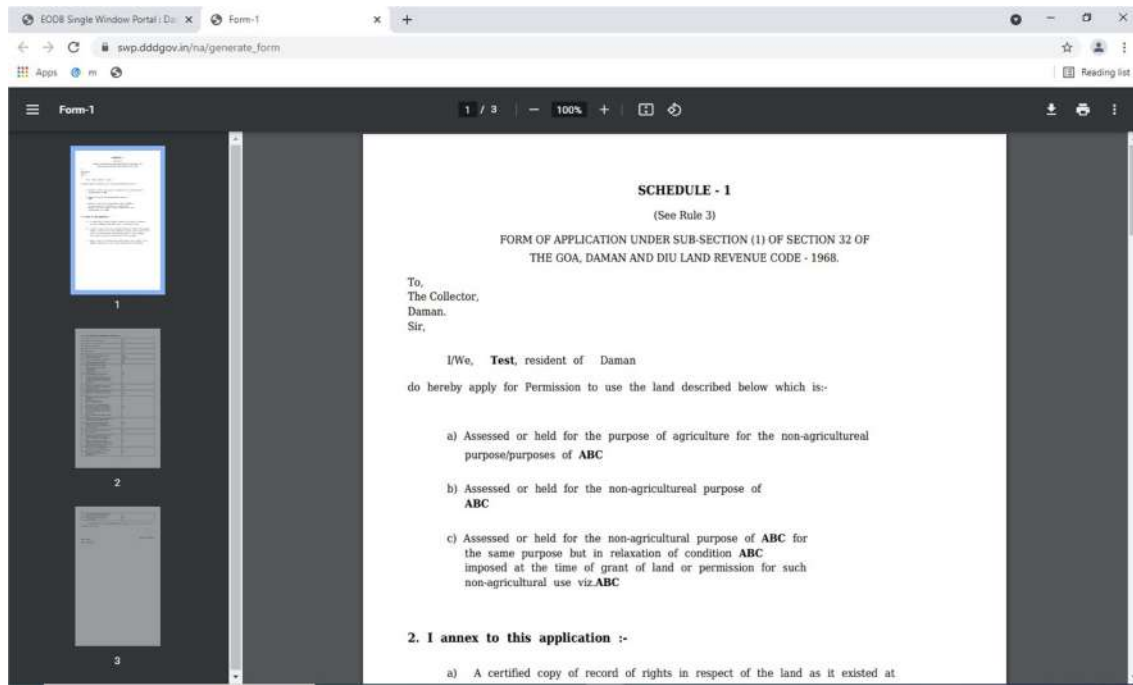 EODB Single Window Portal : Da
Form-1
swp.dddgov.in/na/generate_form
Apps
m
Reading list
Form-1
1 / 3
100%
1
2
3
SCHEDULE - 1
(See Rule 3)
FORM OF APPLICATION UNDER SUB-SECTION (1) OF SECTION 32 OF
THE GOA, DAMAN AND DIU LAND REVENUE CODE - 1968.
To,
The Collector,
Daman.
Sir,
I/We, Test, resident of Daman
do hereby apply for Permission to use the land described below which is:-
a) Assessed or held for the purpose of agriculture for the non-agricultureal
purpose/purposes of ABC
b) Assessed or held for the non-agricultureal purpose of
ABC
c) Assessed or held for the non-agricultural purpose of ABC for
the same purpose but in relaxation of condition ABC
imposed at the time of grant of land or permission for such
non-agricultural use viz.ABC
2. I annex to this application :-
a) A certified copy of record of rights in respect of the land as it existed at